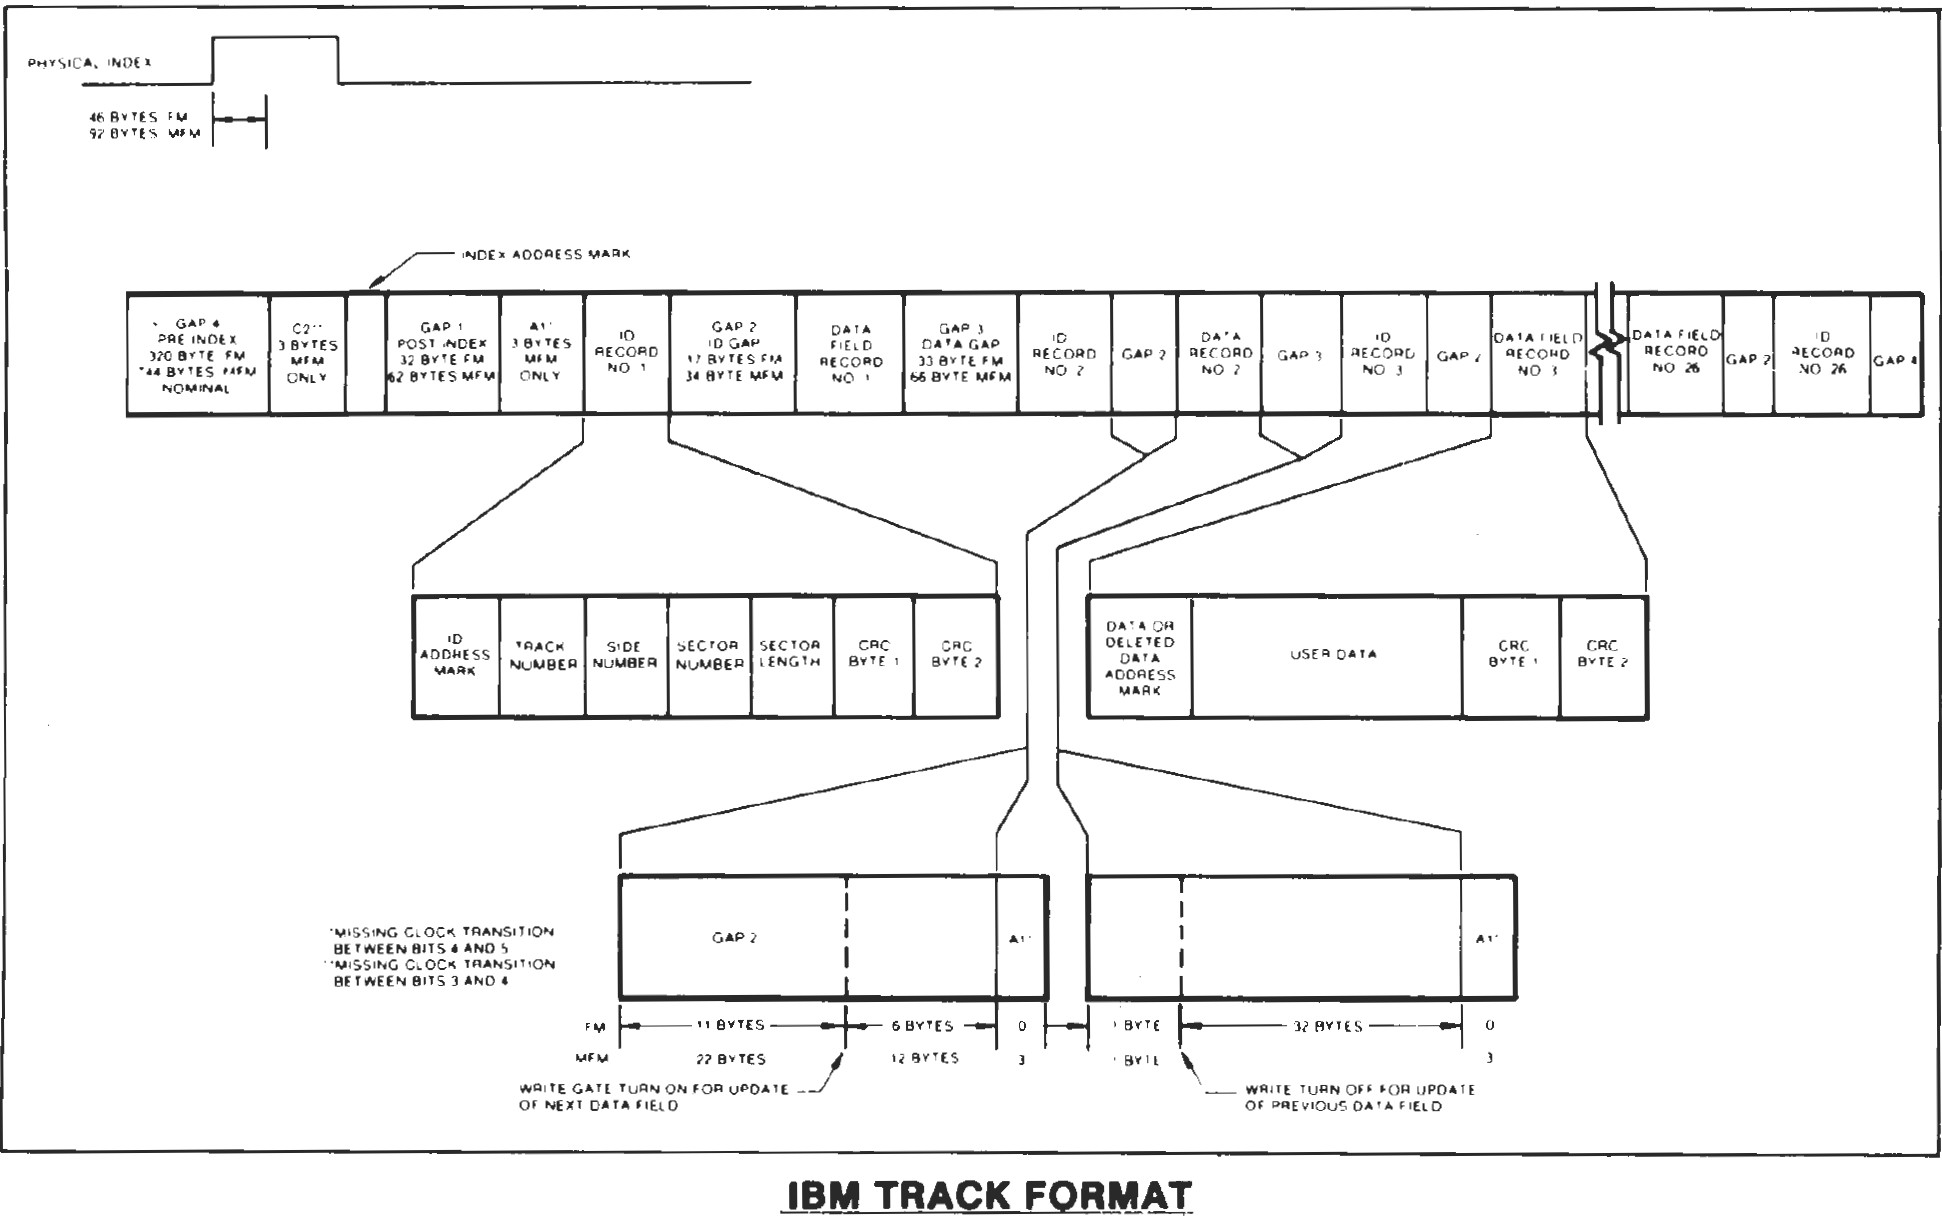 PHYSICAL INDEX
46 BYTES FM
92 BYTES MFM
INDEX ADDRESS MARK
GAP 4
PRE INDEX
320 BYTE FM
BYTES MFM
NOMINAL
C2**
3 BYTES
MFM
ONLY
GAP 1
POST INDEX
32 BYTE FM
62 BYTES MFM
A1*
3 BYTES
MFM
ONLY
ID
RECORD
NO. 1
GAP 2
ID GAP
17 BYTES FM
34 BYTE MFM
DATA
FIELD
RECORD
NO. 1
GAP 3
DATA GAP
33 BYTE FM
66 BYTE MFM
ID
RECORD
NO. 2
GAP 2
DATA
RECORD
NO. 2
GAP 3
ID
RECORD
NO. 3
GAP 2
DATA FIELD
RECORD
NO. 3
DATA FIELD
RECORD
NO. 26
GAP 2
ID
RECORD
NO. 26
GAP 4
ID
ADDRESS
MARK
TRACK
NUMBER
SIDE
NUMBER
SECTOR
NUMBER
SECTOR
LENGTH
CRC
BYTE 1
CRC
BYTE 2
DATA OR
DELETED
DATA
ADDRESS
MARK
USER DATA
CRC
BYTE 1
CRC
BYTE 2
*MISSING CLOCK TRANSITION
BETWEEN BITS 4 AND 5
**MISSING CLOCK TRANSITION
BETWEEN BITS 3 AND 4
GAP 2
A1*
A1*
FM
11 BYTES
6 BYTES
0
1 BYTE
32 BYTES
0
MFM
22 BYTES
12 BYTES
3
1 BYTE
3
WRITE GATE TURN ON FOR UPDATE
OF NEXT DATA FIELD
WRITE TURN OFF FOR UPDATE
OF PREVIOUS DATA FIELD
IBM TRACK FORMAT